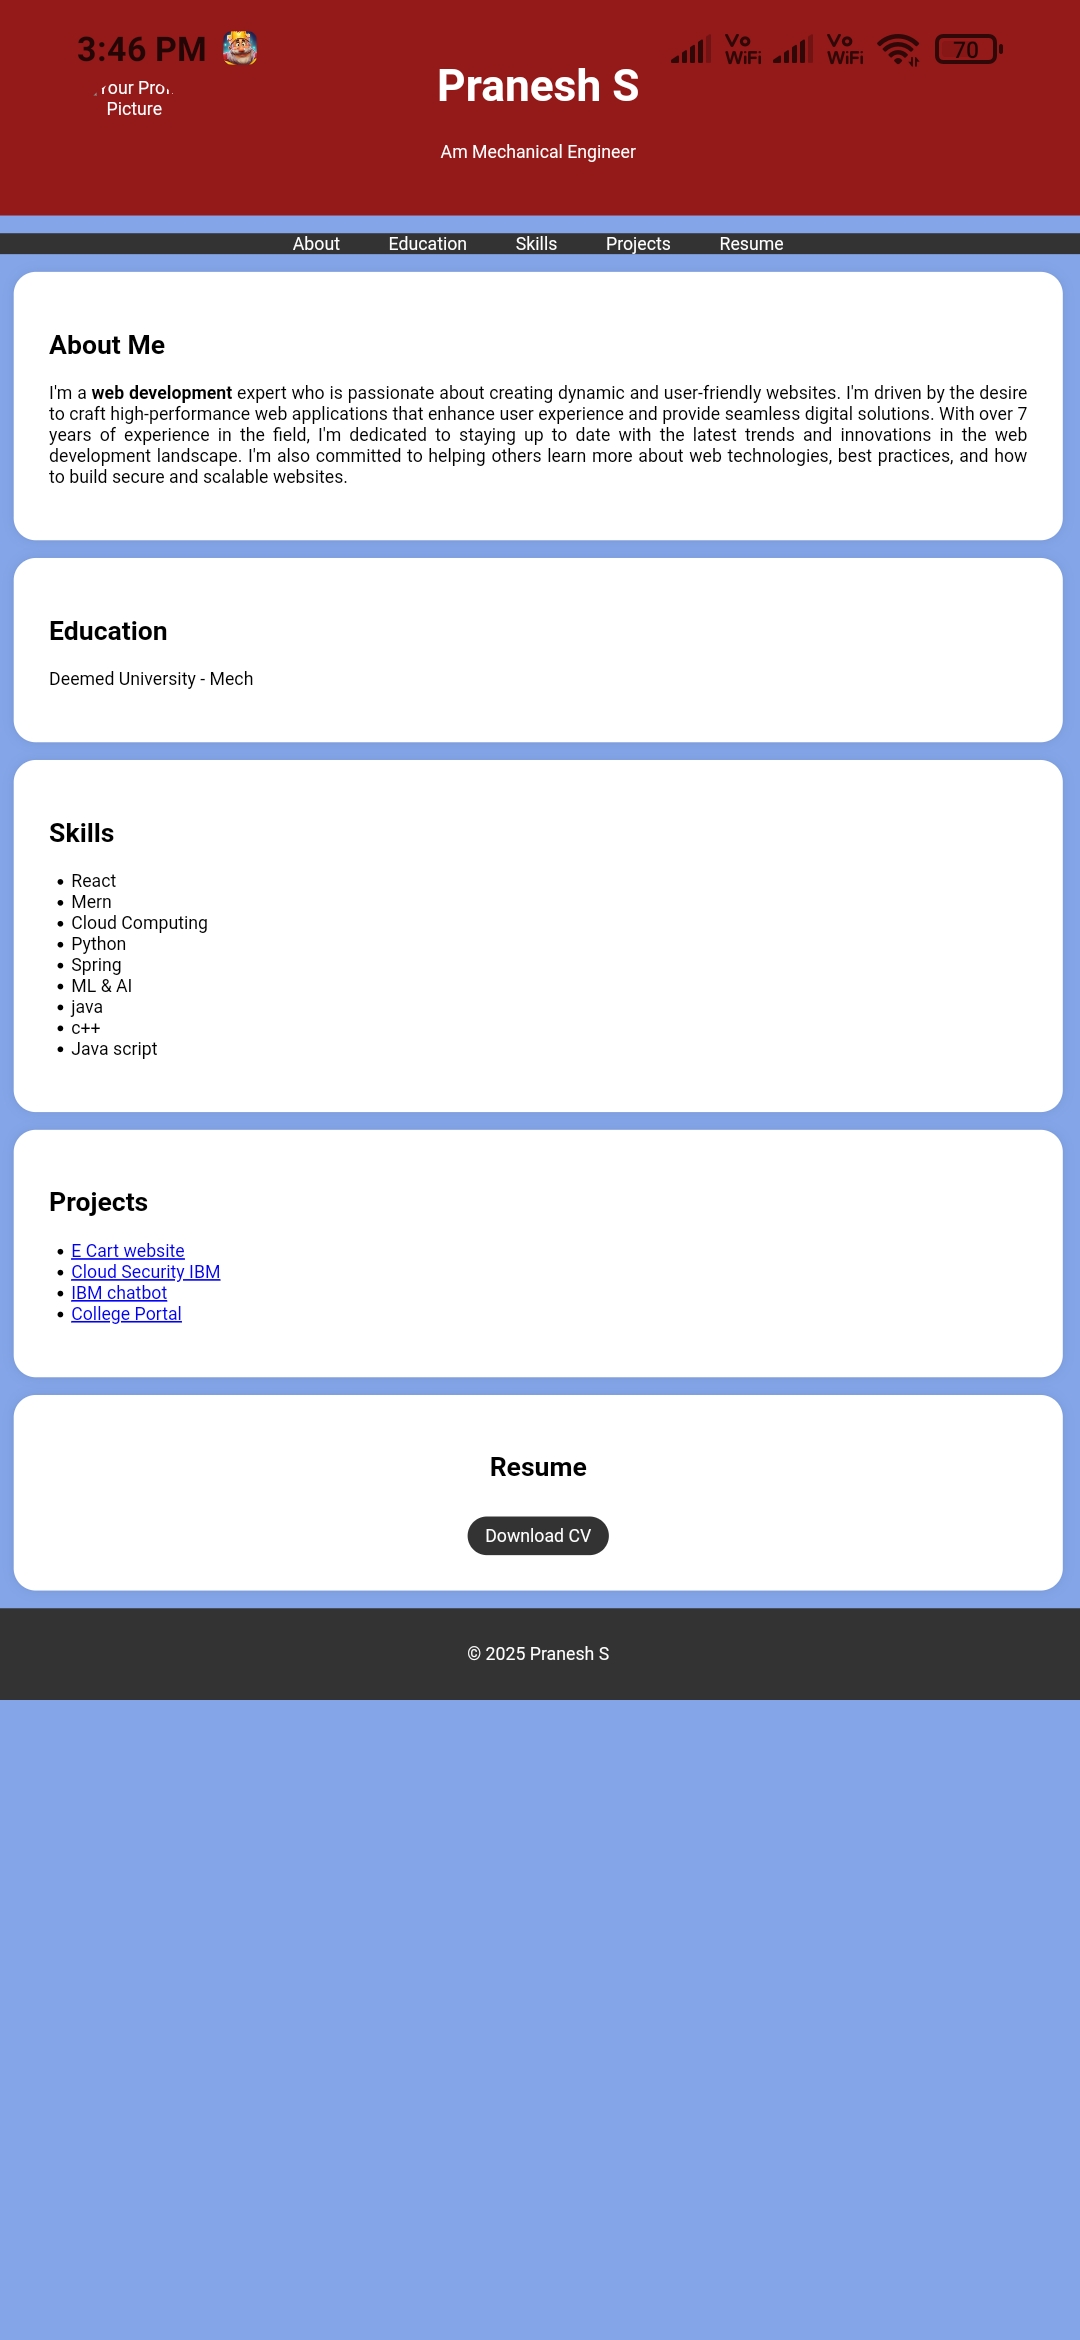 3:46 PM
Vo WiFi
Vo WiFi
70
Picture
Pranesh S
Am Mechanical Engineer
About Education Skills Projects Resume
About Me
I'm a web development expert who is passionate about creating dynamic and user-friendly websites. I'm driven by the desire
to craft high-performance web applications that enhance user experience and provide seamless digital solutions. With over 7
years of experience in the field, I'm dedicated to staying up to date with the latest trends and innovations in the web
development landscape. I'm also committed to helping others learn more about web technologies, best practices, and how
to build secure and scalable websites.
Education
Deemed University - Mech
Skills
• React
• Mern
• Cloud Computing
• Python
• Spring
• ML & AI
• java
• c++
• Java script
Projects
• E Cart website
• Cloud Security IBM
• IBM chatbot
• College Portal
Resume
Download CV
© 2025 Pranesh S